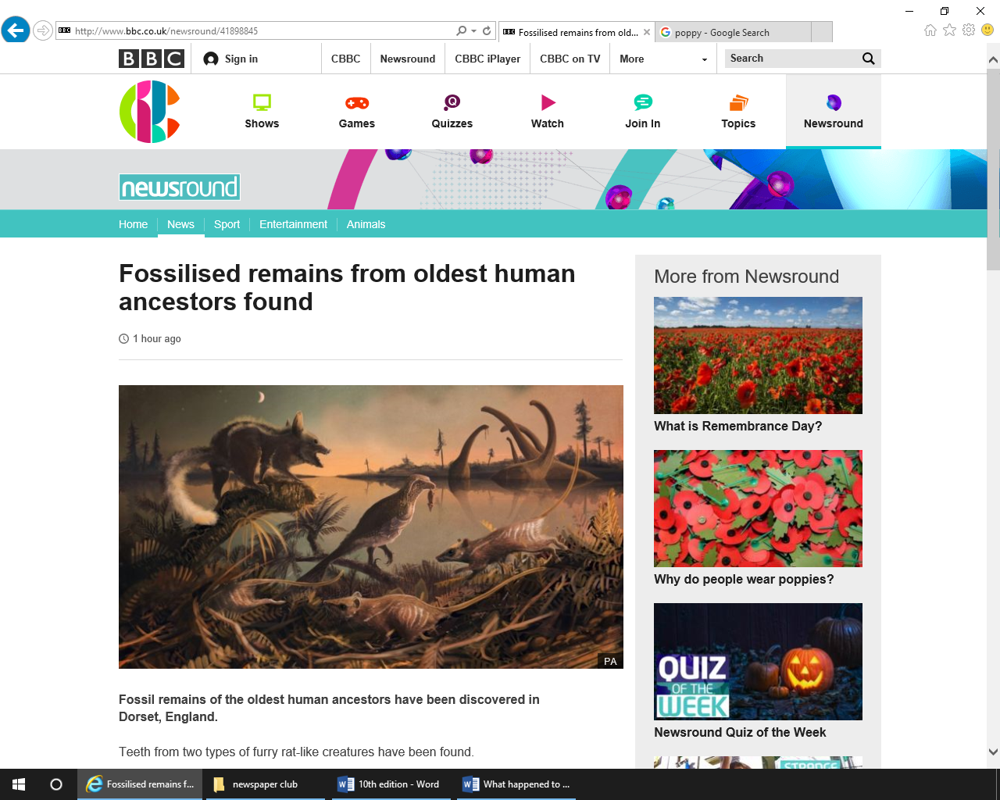 http://www.bbc.co.uk/newsround/41898845
BBC Fossilised remains from old...
poppy - Google Search
BBC
Sign in
CBBC
Newsround
CBBC iPlayer
CBBC on TV
More
Search
Shows
Games
Quizzes
Watch
Join In
Topics
Newsround
newsround
Home
News
Sport
Entertainment
Animals
Fossilised remains from oldest human
ancestors found
1 hour ago
PA
Fossil remains of the oldest human ancestors have been discovered in
Dorset, England.
Teeth from two types of furry rat-like creatures have been found.
More from Newsround
What is Remembrance Day?
Why do people wear poppies?
QUIZ
OF THE
WEEK
Newsround Quiz of the Week
STRANGE
Fossilised remains f...
newspaper club
10th edition - Word
What happened to ...